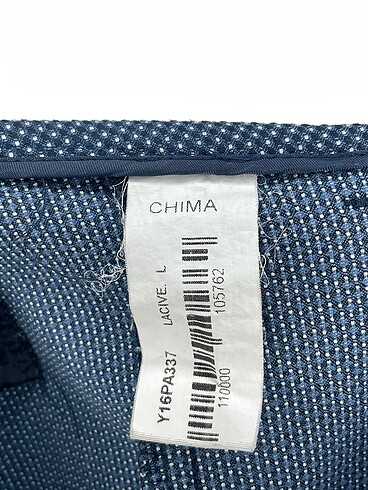 CHIMA
Y16PA337
LACIVE. L
110000
105762